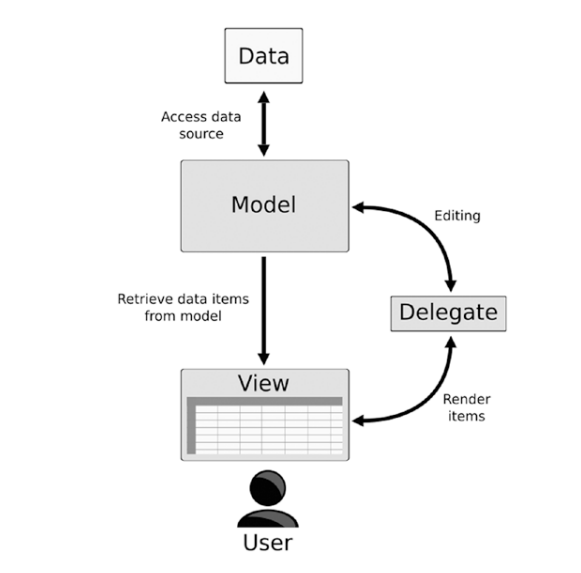 Data
Access data
source
Model
Editing
Retrieve data items
from model
Delegate
View
Render
items
User